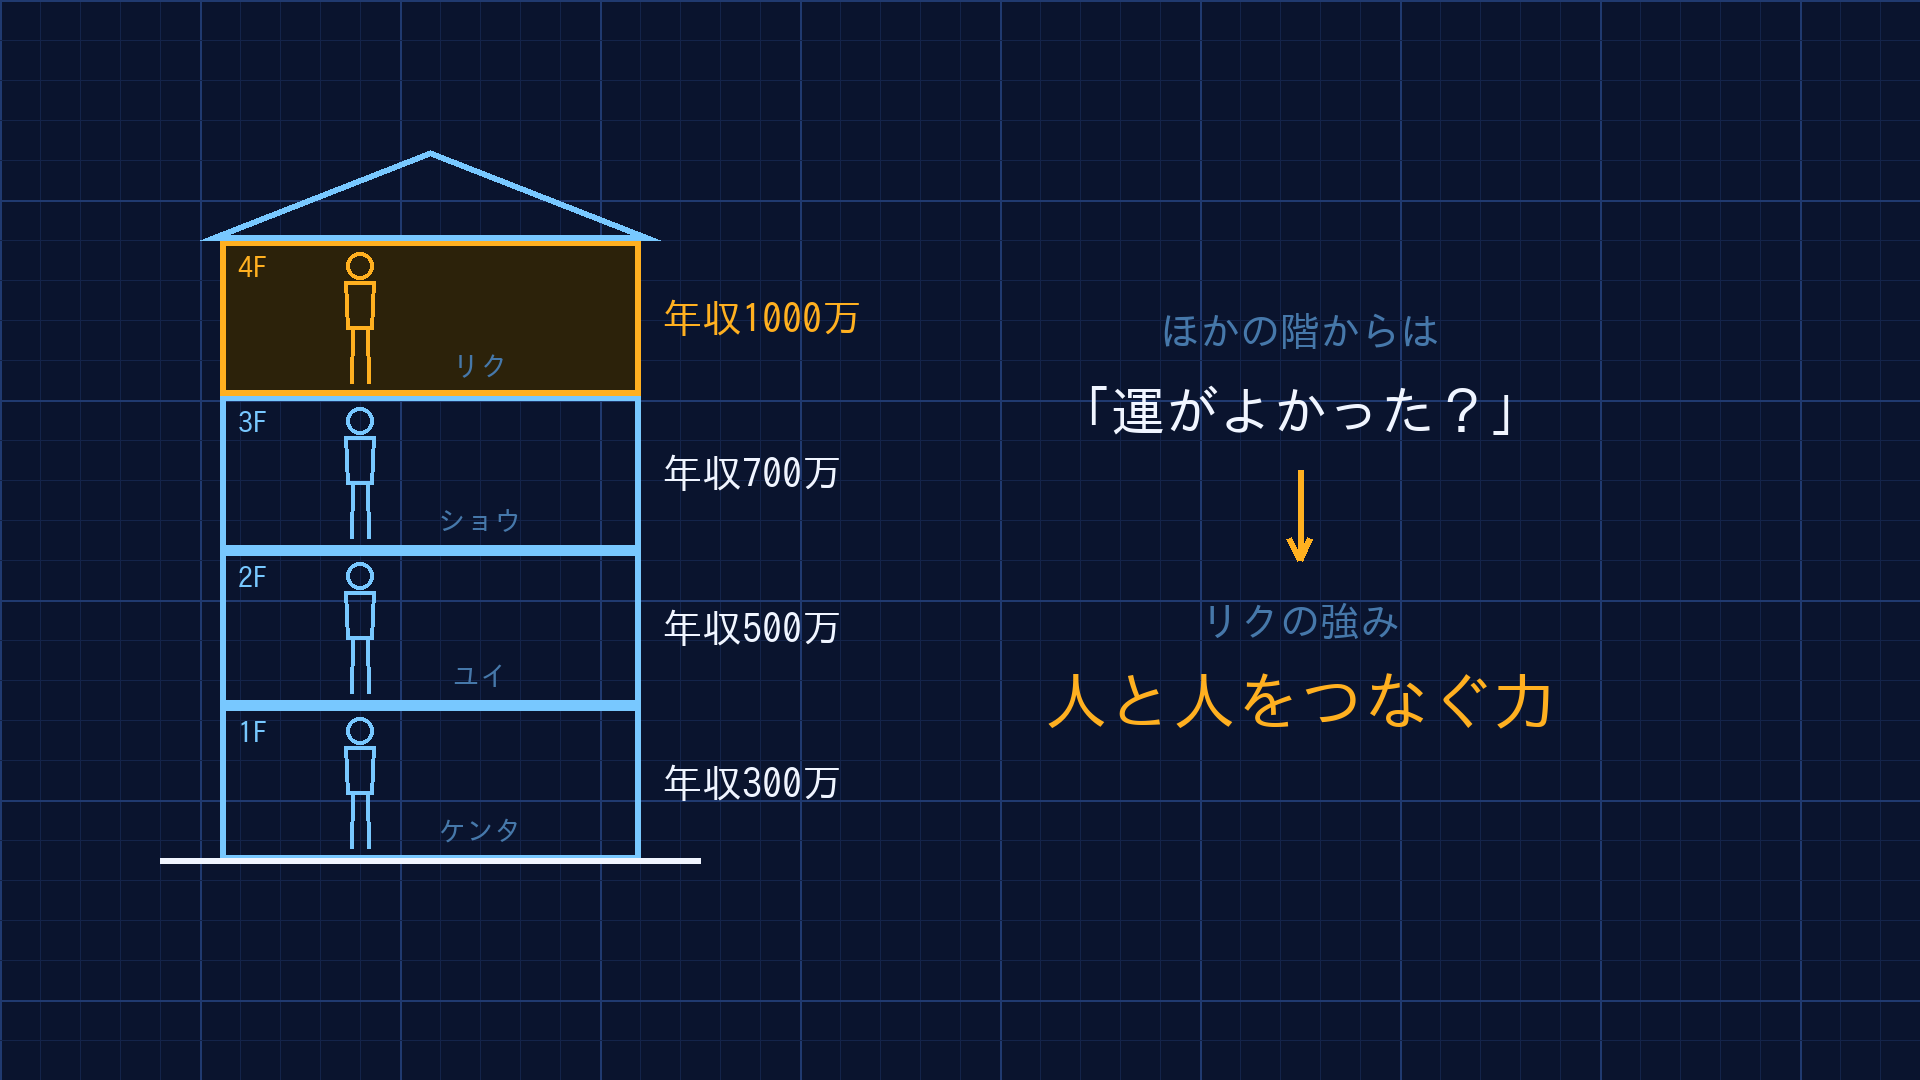 4F
リク
年収1000万
3F
ショウ
年収700万
2F
ユイ
年収500万
1F
ケンタ
年収300万
ほかの階からは
「運がよかった？」
リクの強み
人と人をつなぐ力